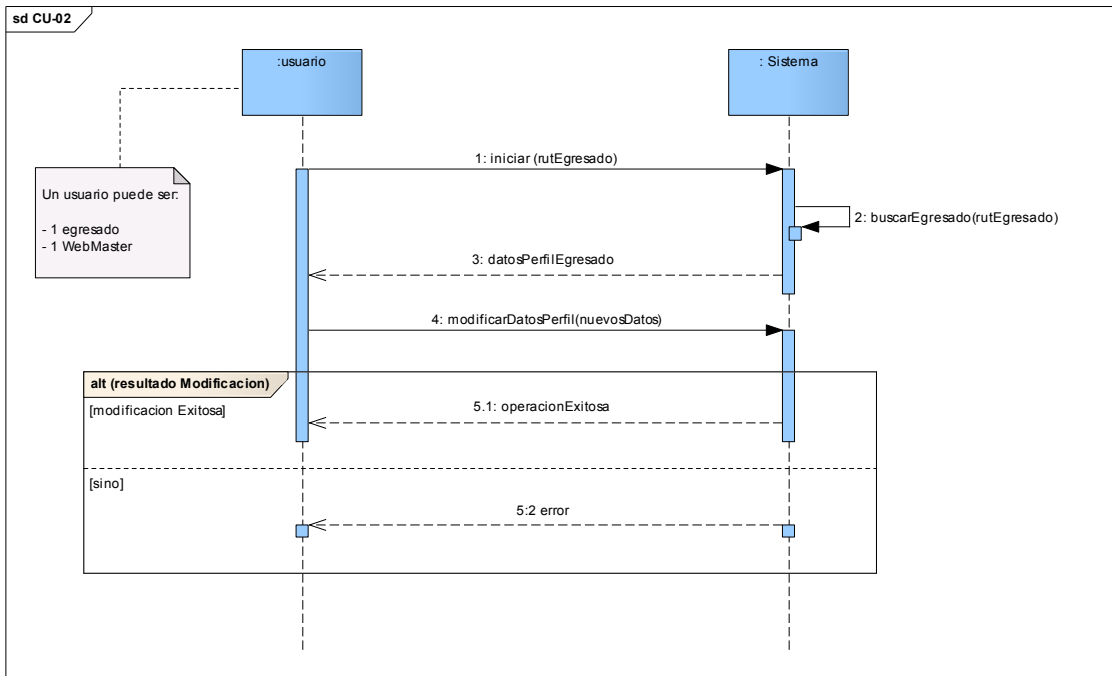 sd CU-02
:usuario
: Sistema
1: iniciar (rutEgresado)
Un usuario puede ser:
- 1 egresado
- 1 WebMaster
2: buscarEgresado(rutEgresado)
3: datosPerfilEgresado
4: modificarDatosPerfil(nuevosDatos)
alt (resultado Modificacion)
[modificacion Exitosa]
5.1: operacionExitosa
[sino]
5:2 error